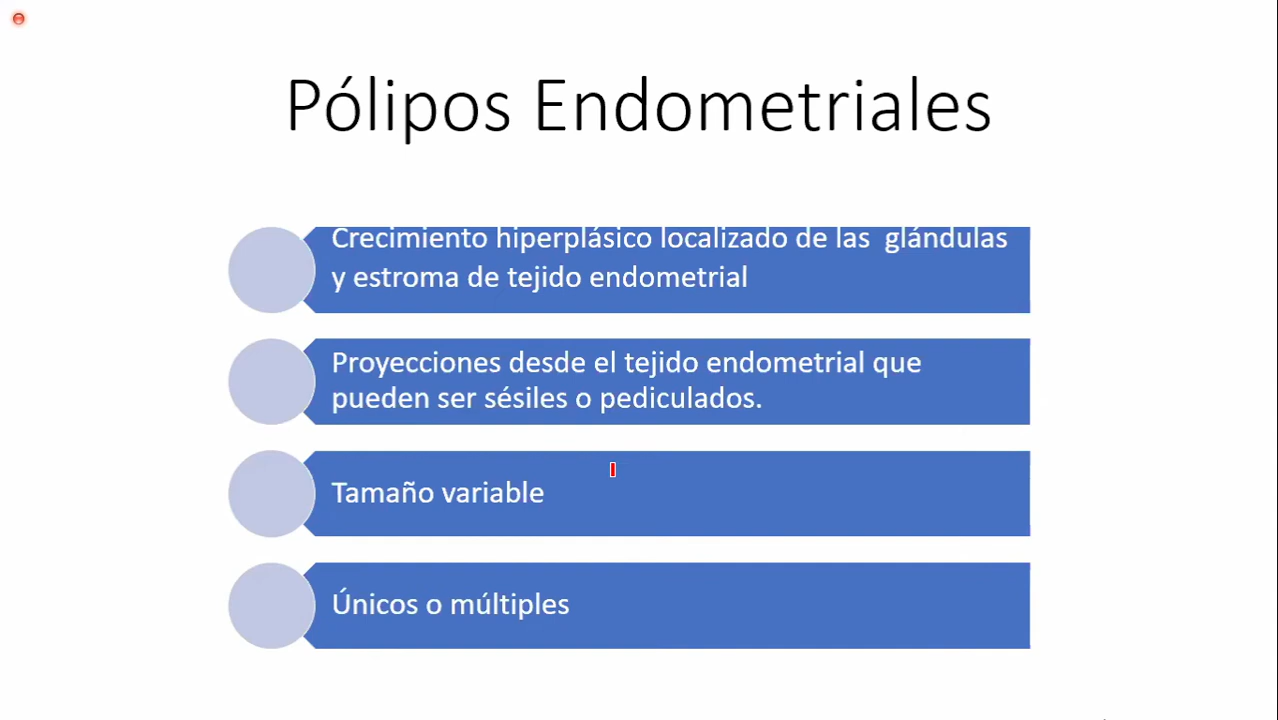 Pólipos Endometriales
Crecimiento hiperplásico localizado de las glándulas
y estroma de tejido endometrial
Proyecciones desde el tejido endometrial que
pueden ser sésiles o pediculados.
Tamaño variable
Únicos o múltiples